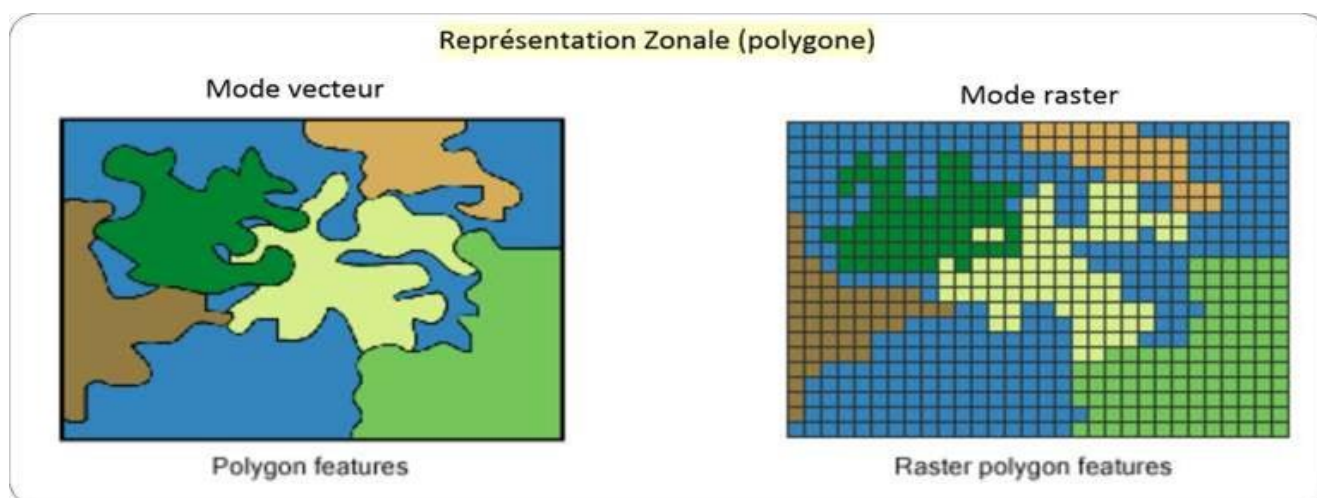 Représentation Zonale (polygone)
Mode vecteur
Mode raster
Polygon features
Raster polygon features